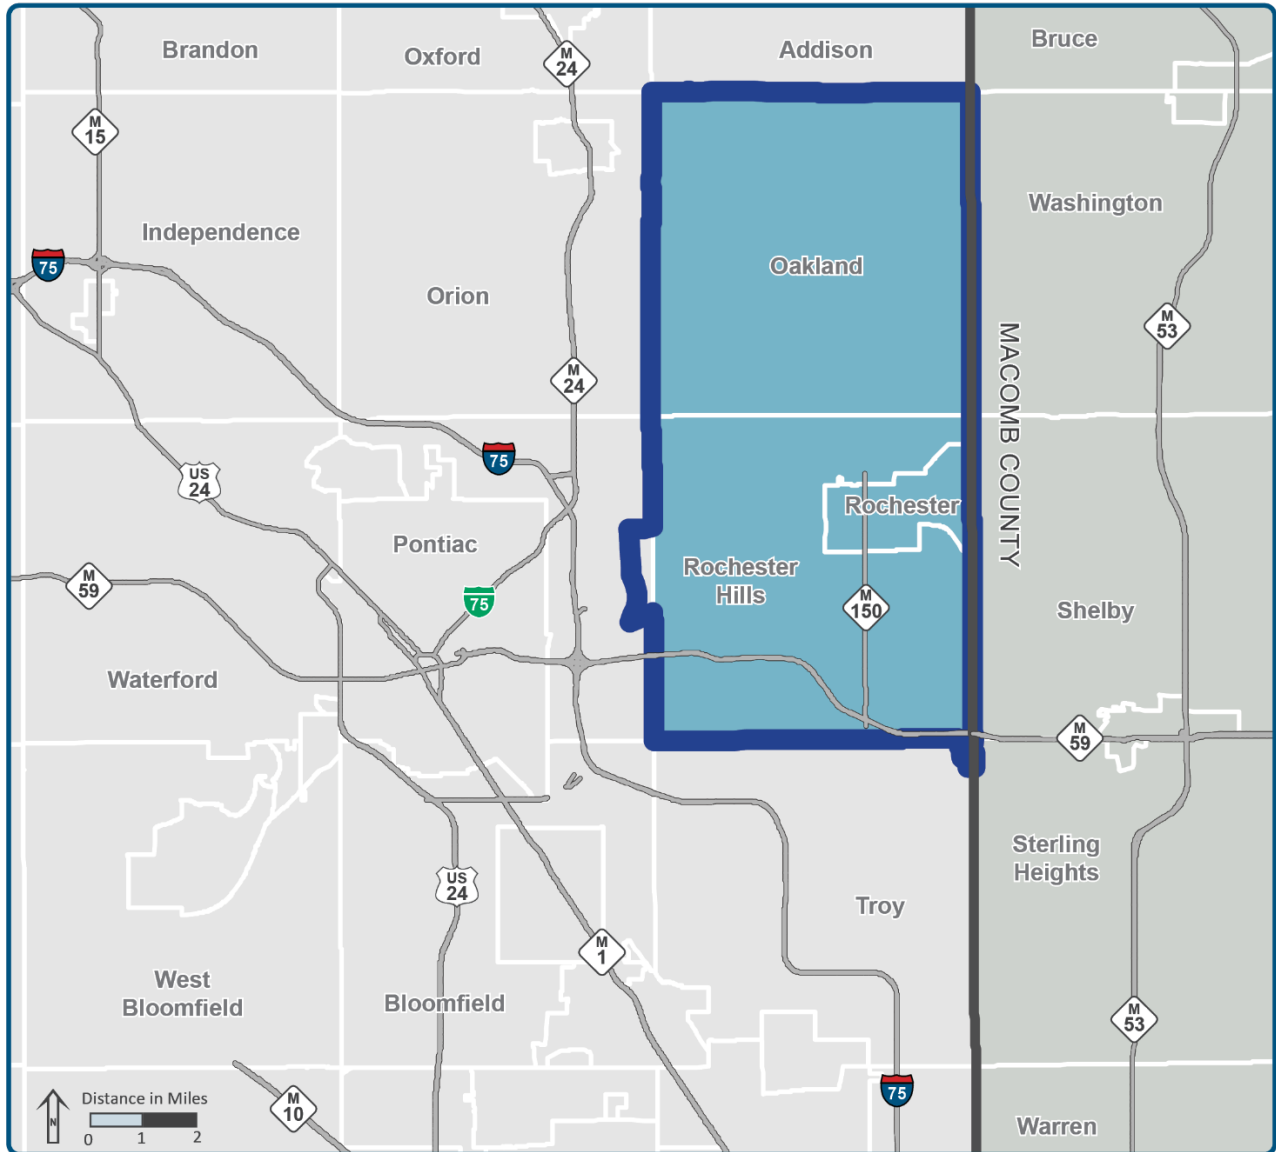 Brandon
Oxford
M
24
Addison
Bruce
M
15
Washington
Independence
75
Oakland
Orion
M
53
MACOMB COUNTY
M
24
75
US
24
Rochester
Pontiac
Rochester
Hills
M
59
75
M
150
Shelby
Waterford
M
59
Sterling
Heights
US
24
Troy
M
1
West
Bloomfield
Bloomfield
M
53
75
N
Distance in Miles
0 1 2
M
10
Warren